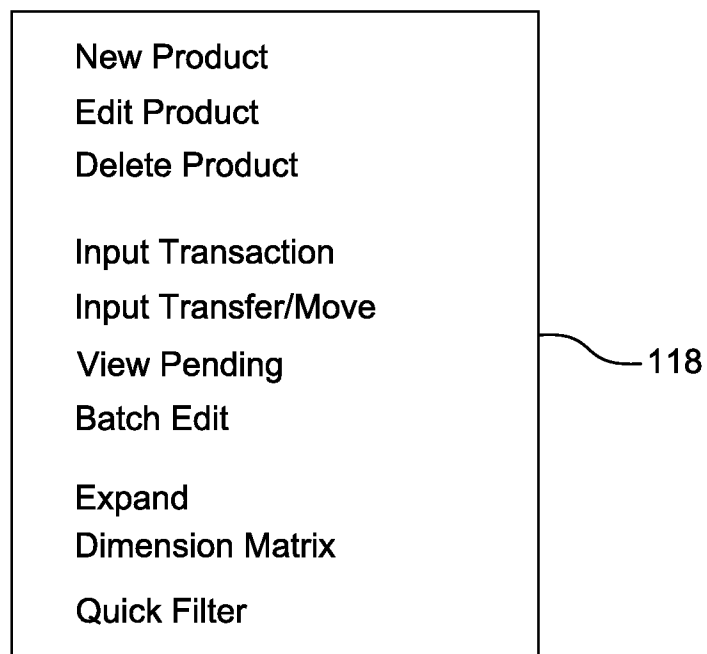 New Product
Edit Product
Delete Product
Input Transaction
Input Transfer/Move
View Pending
Batch Edit
Expand
Dimension Matrix
Quick Filter
118